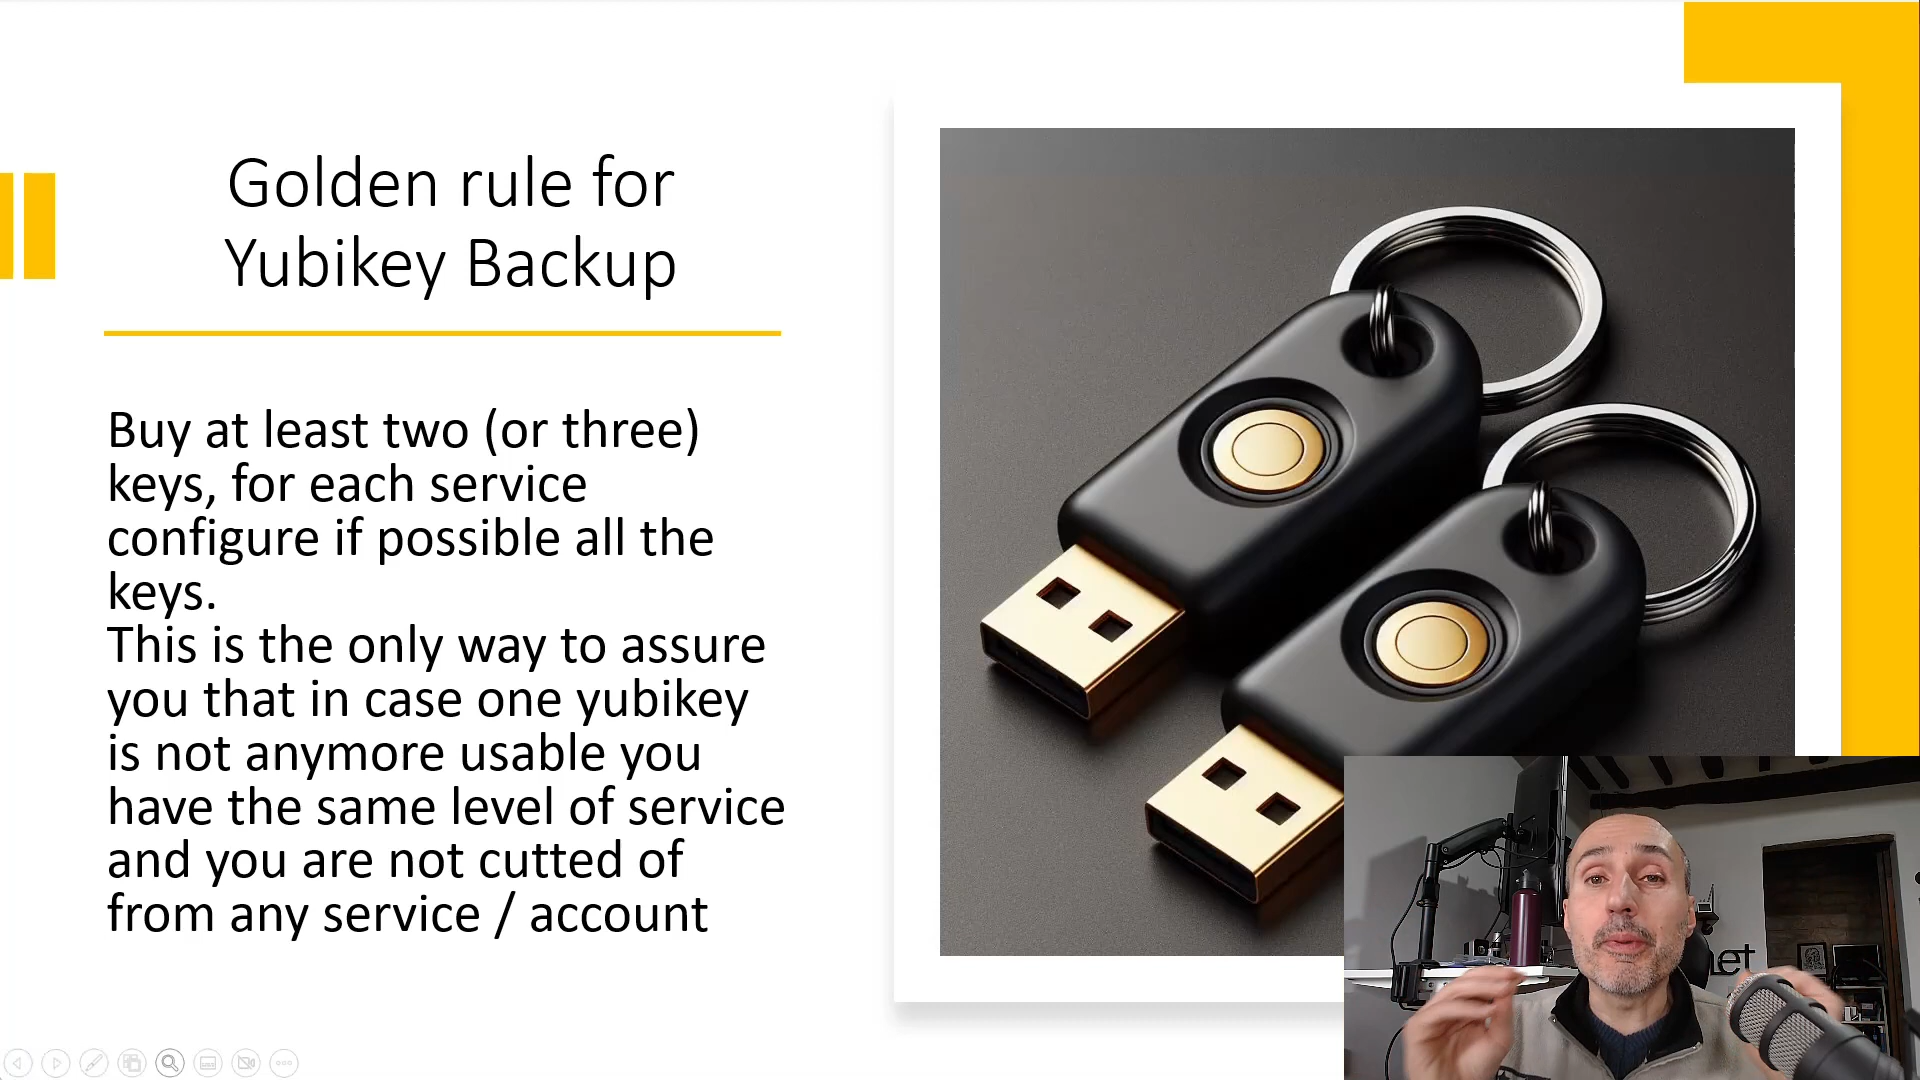 Golden rule for
Yubikey Backup
Buy at least two (or three)
keys, for each service
configure if possible all the
keys.
This is the only way to assure
you that in case one yubikey
is not anymore usable you
have the same level of service
and you are not cutted of
from any service / account
et